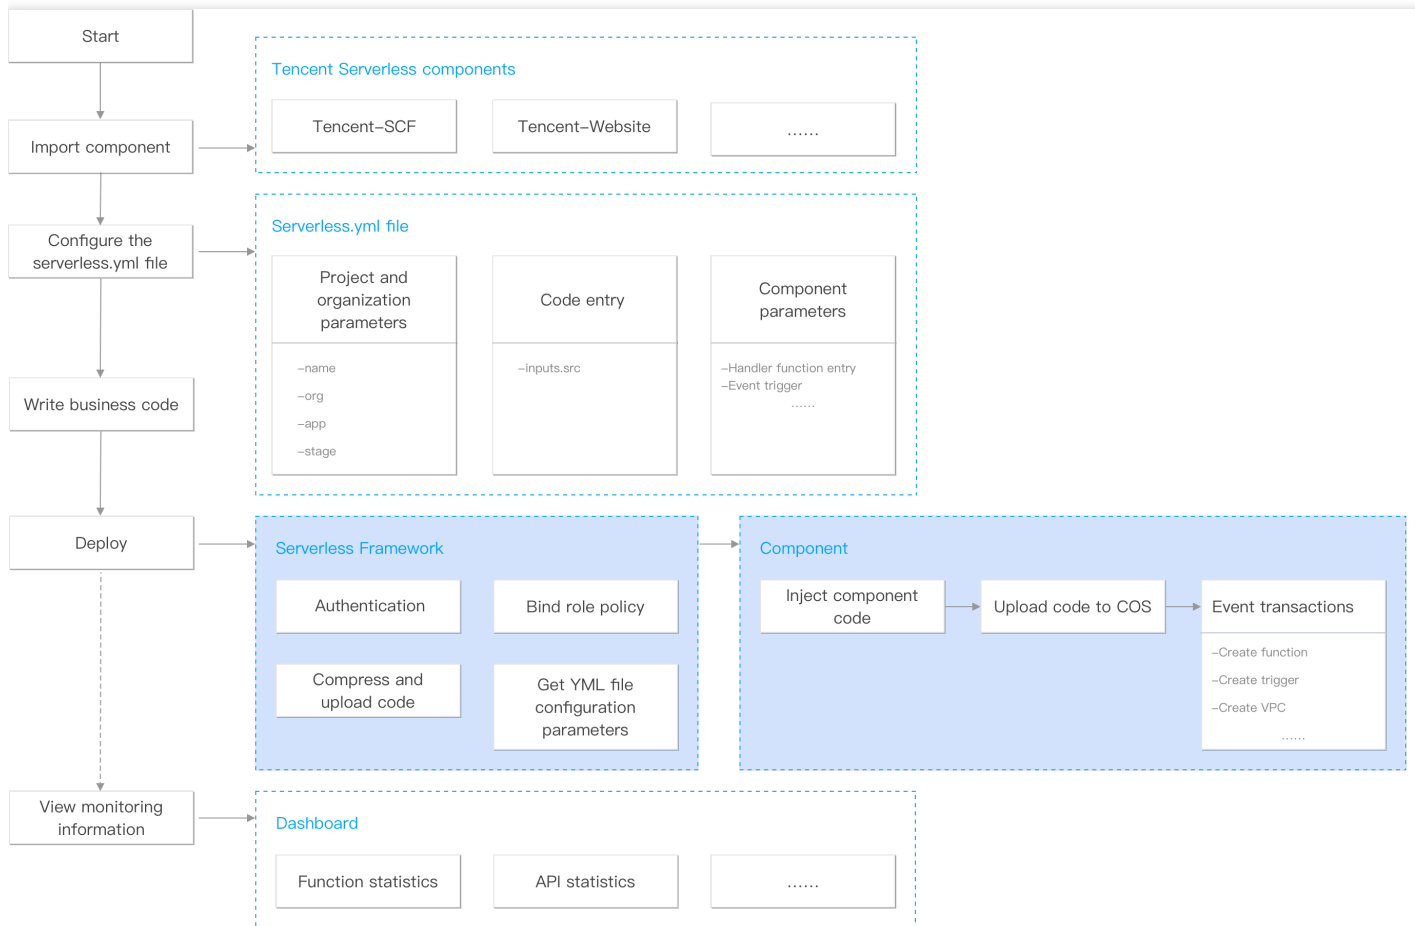 Start
Tencent Serverless components
Tencent-SCF
Tencent-Website
......
Import component
Serverless.yml file
Configure the
serverless.yml file
Project and
organization
parameters
-name
-org
-app
-stage
Code entry
-inputs.src
Component
parameters
-Handler function entry
-Event trigger
......
Write business code
Deploy
Serverless Framework
Authentication
Bind role policy
Compress and
upload code
Get YML file
configuration
parameters
Component
Inject component
code
Upload code to COS
Event transactions
-Create function
-Create trigger
-Create VPC
......
View monitoring
information
Dashboard
Function statistics
API statistics
......